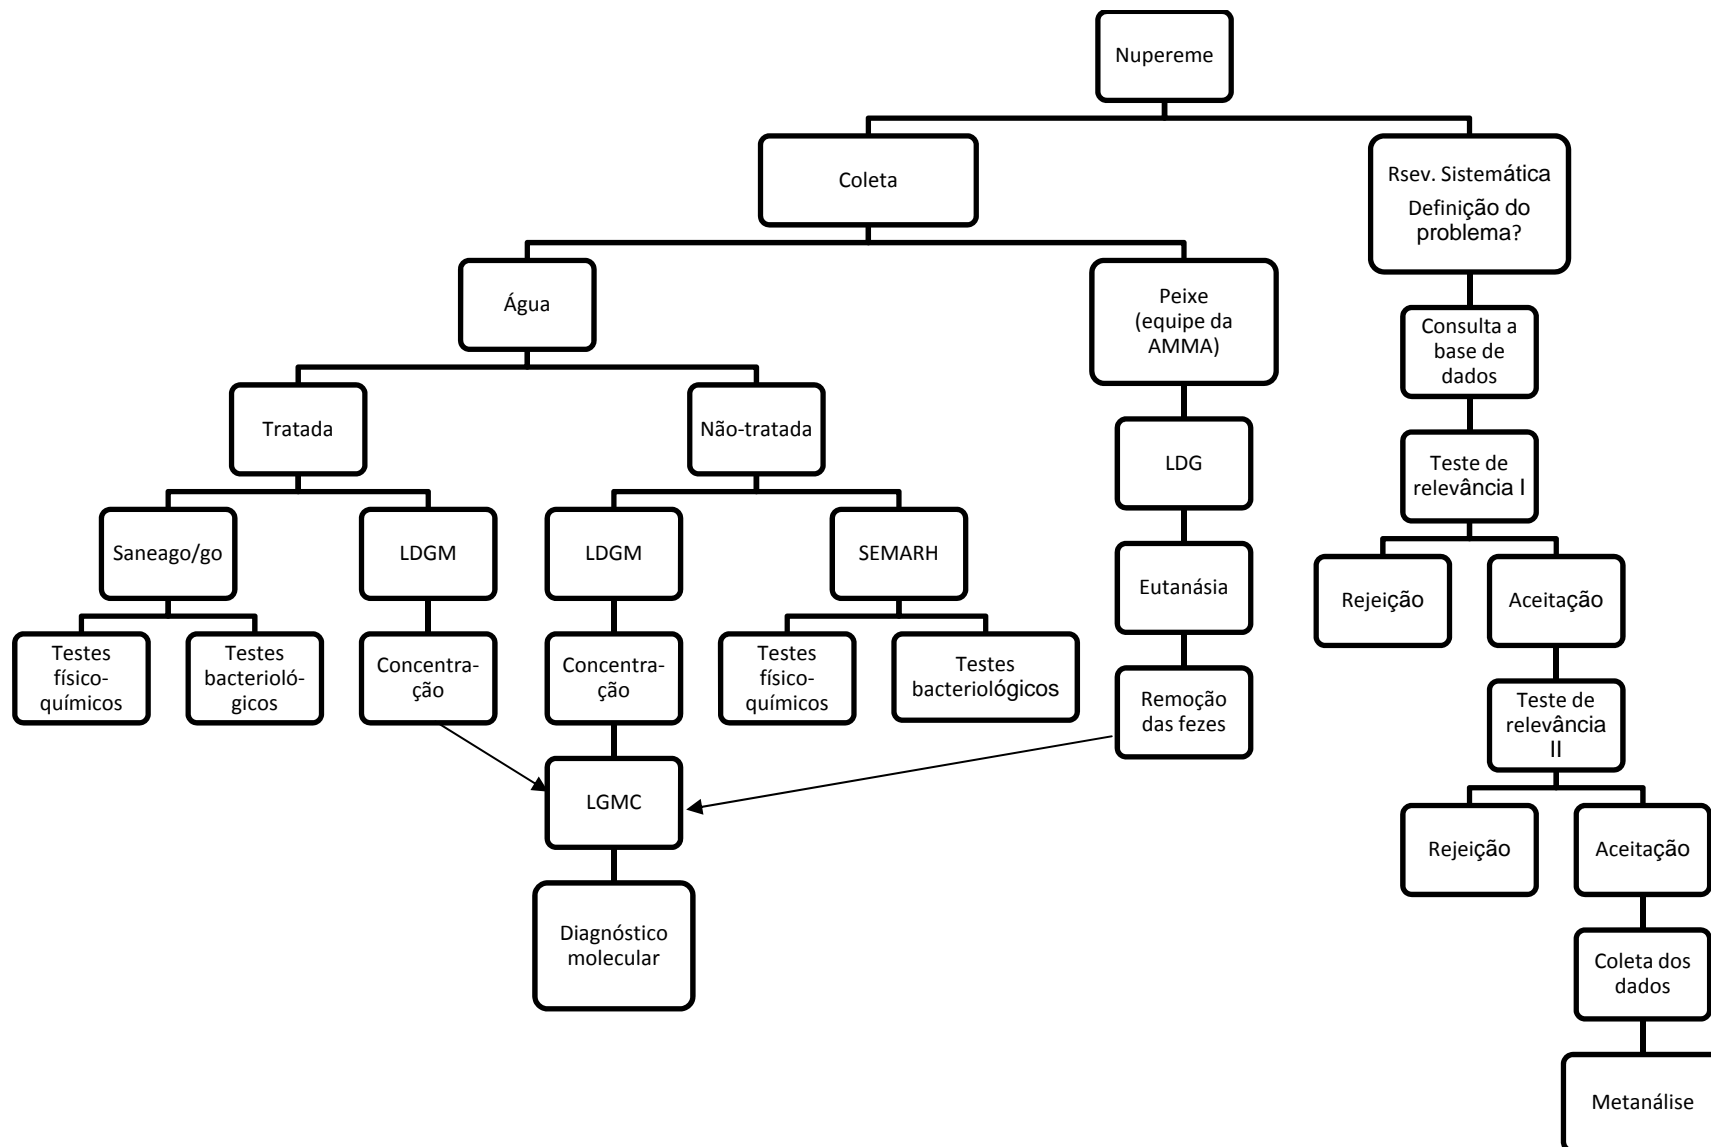 Nupereme
Coleta
Rsev. Sistemática
Definição do
problema?
Água
Peixe
(equipe da
AMMA)
Consulta a
base de
dados
Tratada
Não-tratada
LDG
Teste de
relevância I
Saneago/go
LDGM
LDGM
SEMARH
Eutanásia
Rejeição
Aceitação
Testes
físico-
químicos
Testes
bacterioló-
gicos
Concentra-
ção
Concentra-
ção
Testes
físico-
químicos
Testes
bacteriológicos
Remoção
das fezes
Teste de
relevância
II
LGMC
Rejeição
Aceitação
Diagnóstico
molecular
Coleta dos
dados
Metanálise